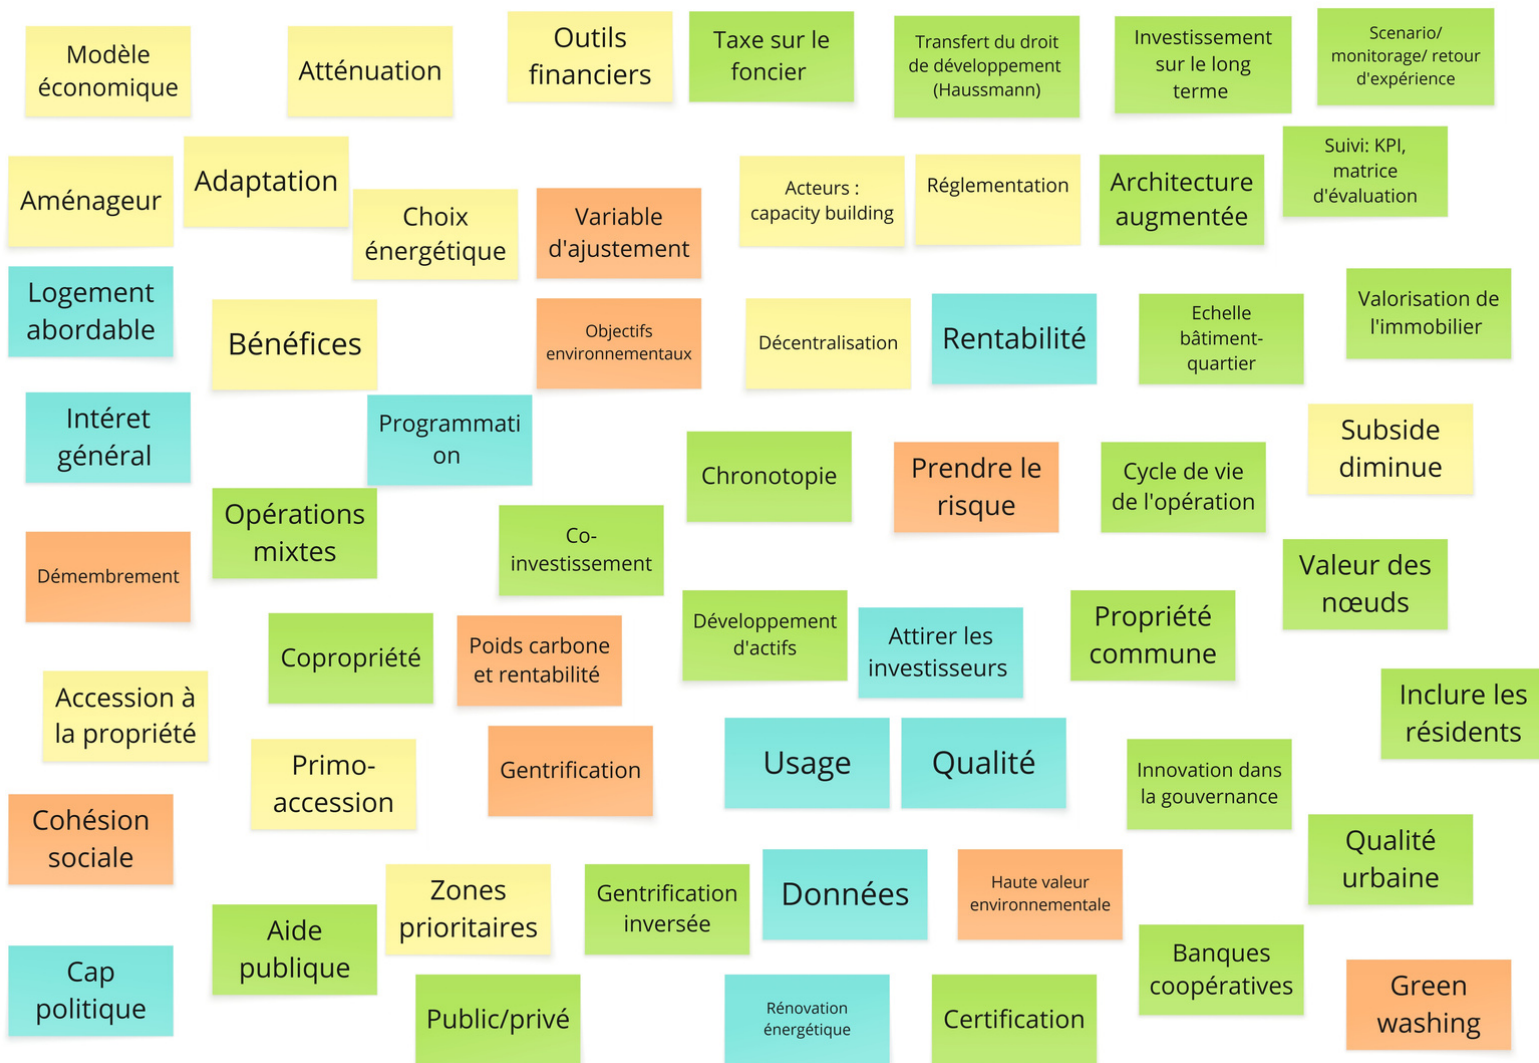 Modèle
économique
Atténuation
Outils
financiers
Taxe sur le
foncier
Transfert du droit
de développement
(Haussmann)
Investissement
sur le long
terme
Scenario/
monitorage/ retour
d'expérience
Aménageur
Adaptation
Choix
énergétique
Variable
d'ajustement
Acteurs :
capacity building
Réglementation
Architecture
augmentée
Suivi: KPI,
matrice
d'évaluation
Logement
abordable
Bénéfices
Objectifs
environnementaux
Décentralisation
Rentabilité
Echelle
bâtiment-
quartier
Valorisation de
l'immobilier
Intéret
général
Programmati
on
Chronotopie
Prendre le
risque
Cycle de vie
de l'opération
Subside
diminue
Démembrement
Opérations
mixtes
Co-
investissement
Valeur des
nœuds
Copropriété
Poids carbone
et rentabilité
Développement
d'actifs
Attirer les
investisseurs
Propriété
commune
Accession à
la propriété
Primo-
accession
Gentrification
Usage
Qualité
Innovation dans
la gouvernance
Inclure les
résidents
Cohésion
sociale
Aide
publique
Zones
prioritaires
Gentrification
inversée
Données
Haute valeur
environnementale
Qualité
urbaine
Cap
politique
Public/privé
Rénovation
énergétique
Certification
Banques
coopératives
Green
washing